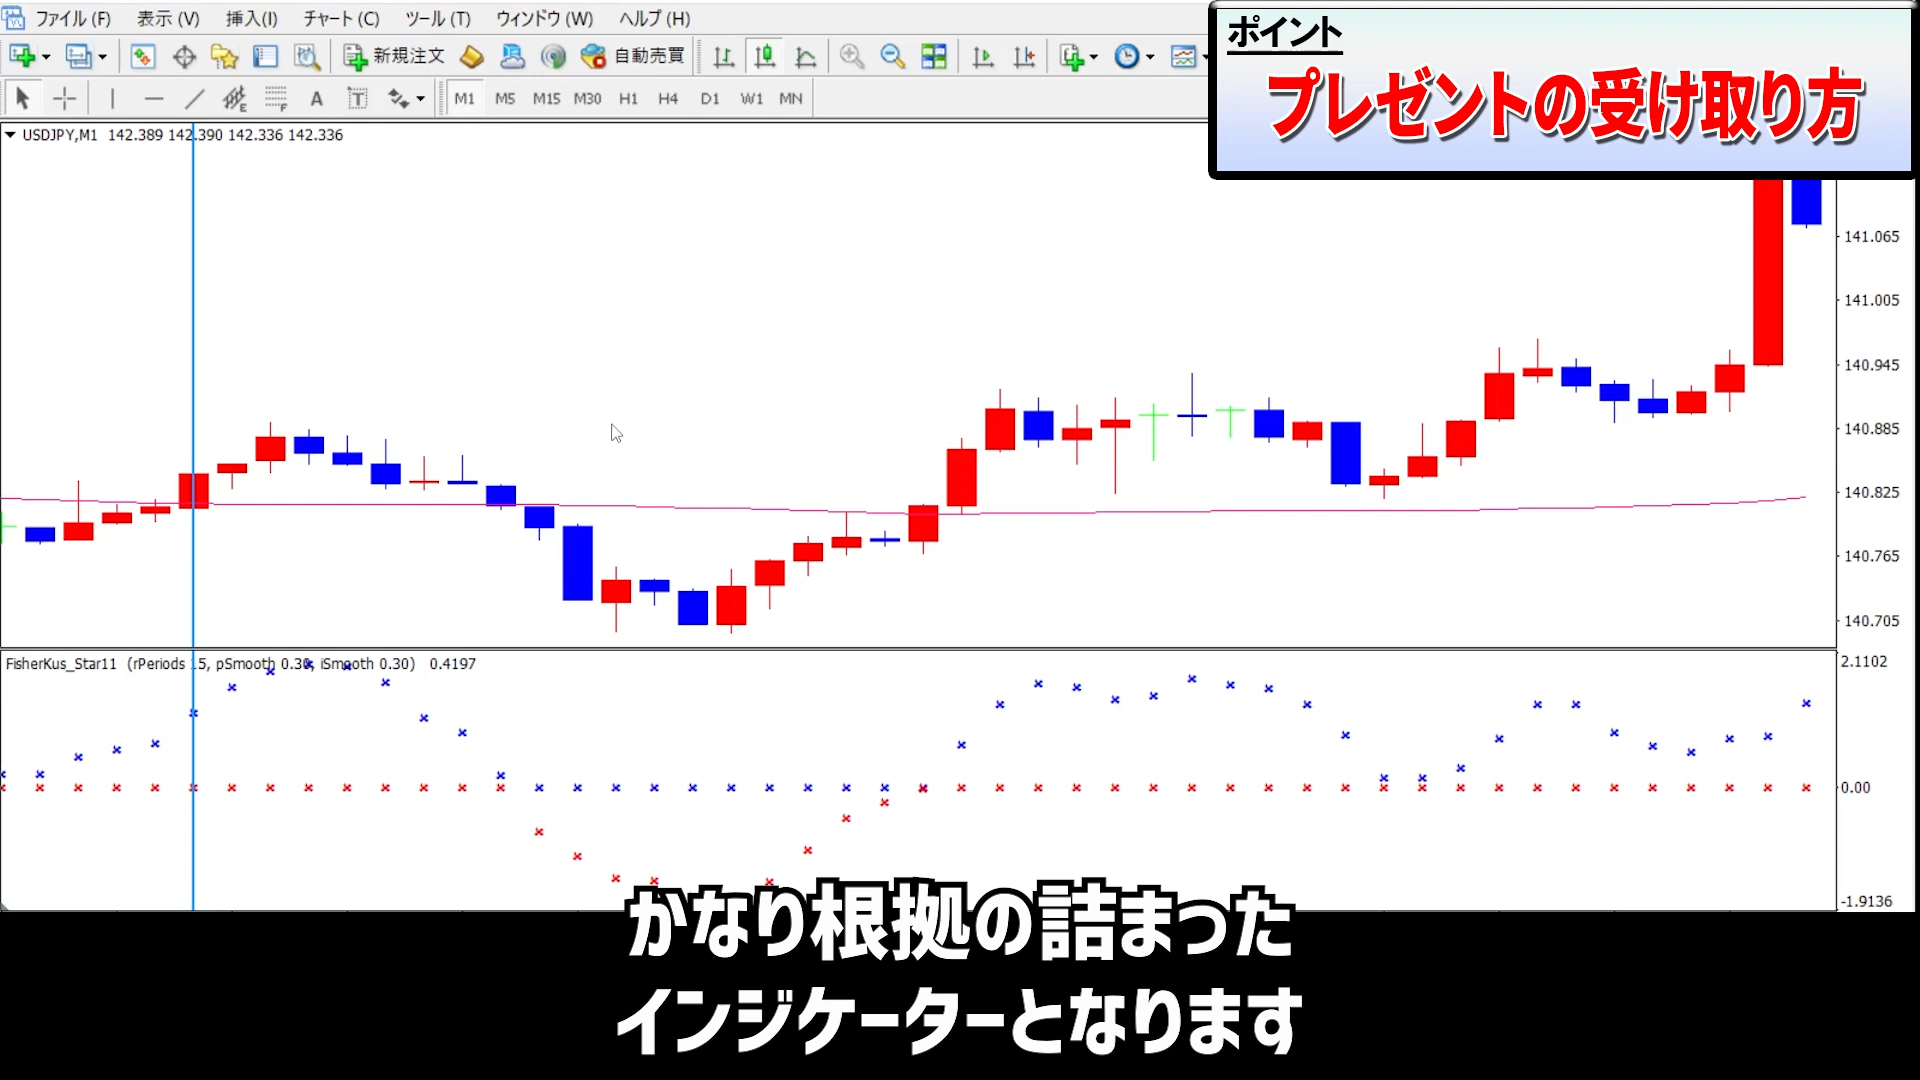 ファイル (F) 表示 (V) 挿入(I) チャート (C) ツール (T) ウィンドウ (W) ヘルプ (H)
ポイント
プレゼントの受け取り方
新規注文 自動売買
A T M1 M5 M15 M30 H1 H4 D1 W1 MN
USDJPY,M1 142.389 142.390 142.336 142.336
141.065
141.005
140.945
140.885
140.825
140.765
140.705
FisherKus_Star11 (rPeriods 15, pSmooth 0.30, iSmooth 0.30) 0.4197
2.1102
0.00
-1.9136
かなり根拠の詰まった
インジケーターとなります